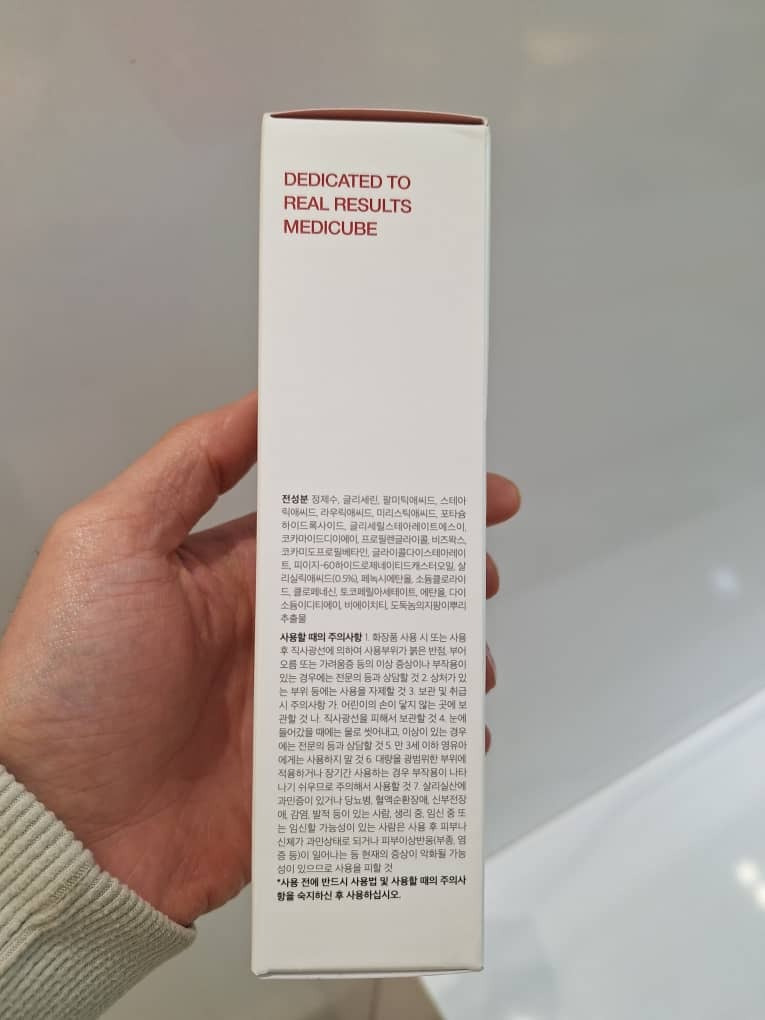 DEDICATED TO
REAL RESULTS
MEDICUBE
전성분 정제수, 글리세린, 팔미틱애씨드, 스테아
릭애씨드, 라우릭애씨드, 미리스틱애씨드, 포타슘
하이드록사이드, 글리세릴스테아레이트에스이,
코카마이드디이에이, 프로필렌글라이콜, 비즈왁스,
코카미도프로필베타인, 글라이콜다이스테아레이
트, 피이지-60하이드로제네이티드캐스터오일, 살
리실릭애씨드(0.5%), 페녹시에탄올, 소듐클로라이
드, 클로페네신, 토코페릴아세테이트, 에탄올, 다이
소듐이디티에이, 비에이치티, 도둑놈의지팡이뿌리
추출물
사용할 때의 주의사항 1. 화장품 사용 시 또는 사용
후 직사광선에 의하여 사용부위가 붉은 반점, 부어
오름 또는 가려움증 등의 이상 증상이나 부작용이
있는 경우에는 전문의 등과 상담할 것 2. 상처가 있
는 부위 등에는 사용을 자제할 것 3. 보관 및 취급
시 주의사항 가. 어린이의 손이 닿지 않는 곳에 보
관할 것 나. 직사광선을 피해서 보관할 것 4. 눈에
들어갔을 때에는 물로 씻어내고, 이상이 있는 경우
에는 전문의 등과 상담할 것 5. 만 3세 이하 영유아
에게는 사용하지 말 것 6. 대량을 광범위한 부위에
적용하거나 장기간 사용하는 경우 부작용이 나타
나기 쉬우므로 주의해서 사용할 것 7. 살리실산에
과민증이 있거나 당뇨병, 혈액순환장애, 신부전장
애, 감염, 발적 등이 있는 사람, 생리 중, 임신 중 또
는 임신할 가능성이 있는 사람은 사용 후 피부나
신체가 과민상태로 되거나 피부이상반응(부종, 염
증 등)이 일어나는 등 현재의 증상이 악화될 가능
성이 있으므로 사용을 피할 것
*사용 전에 반드시 사용법 및 사용할 때의 주의사
항을 숙지하신 후 사용하십시오.